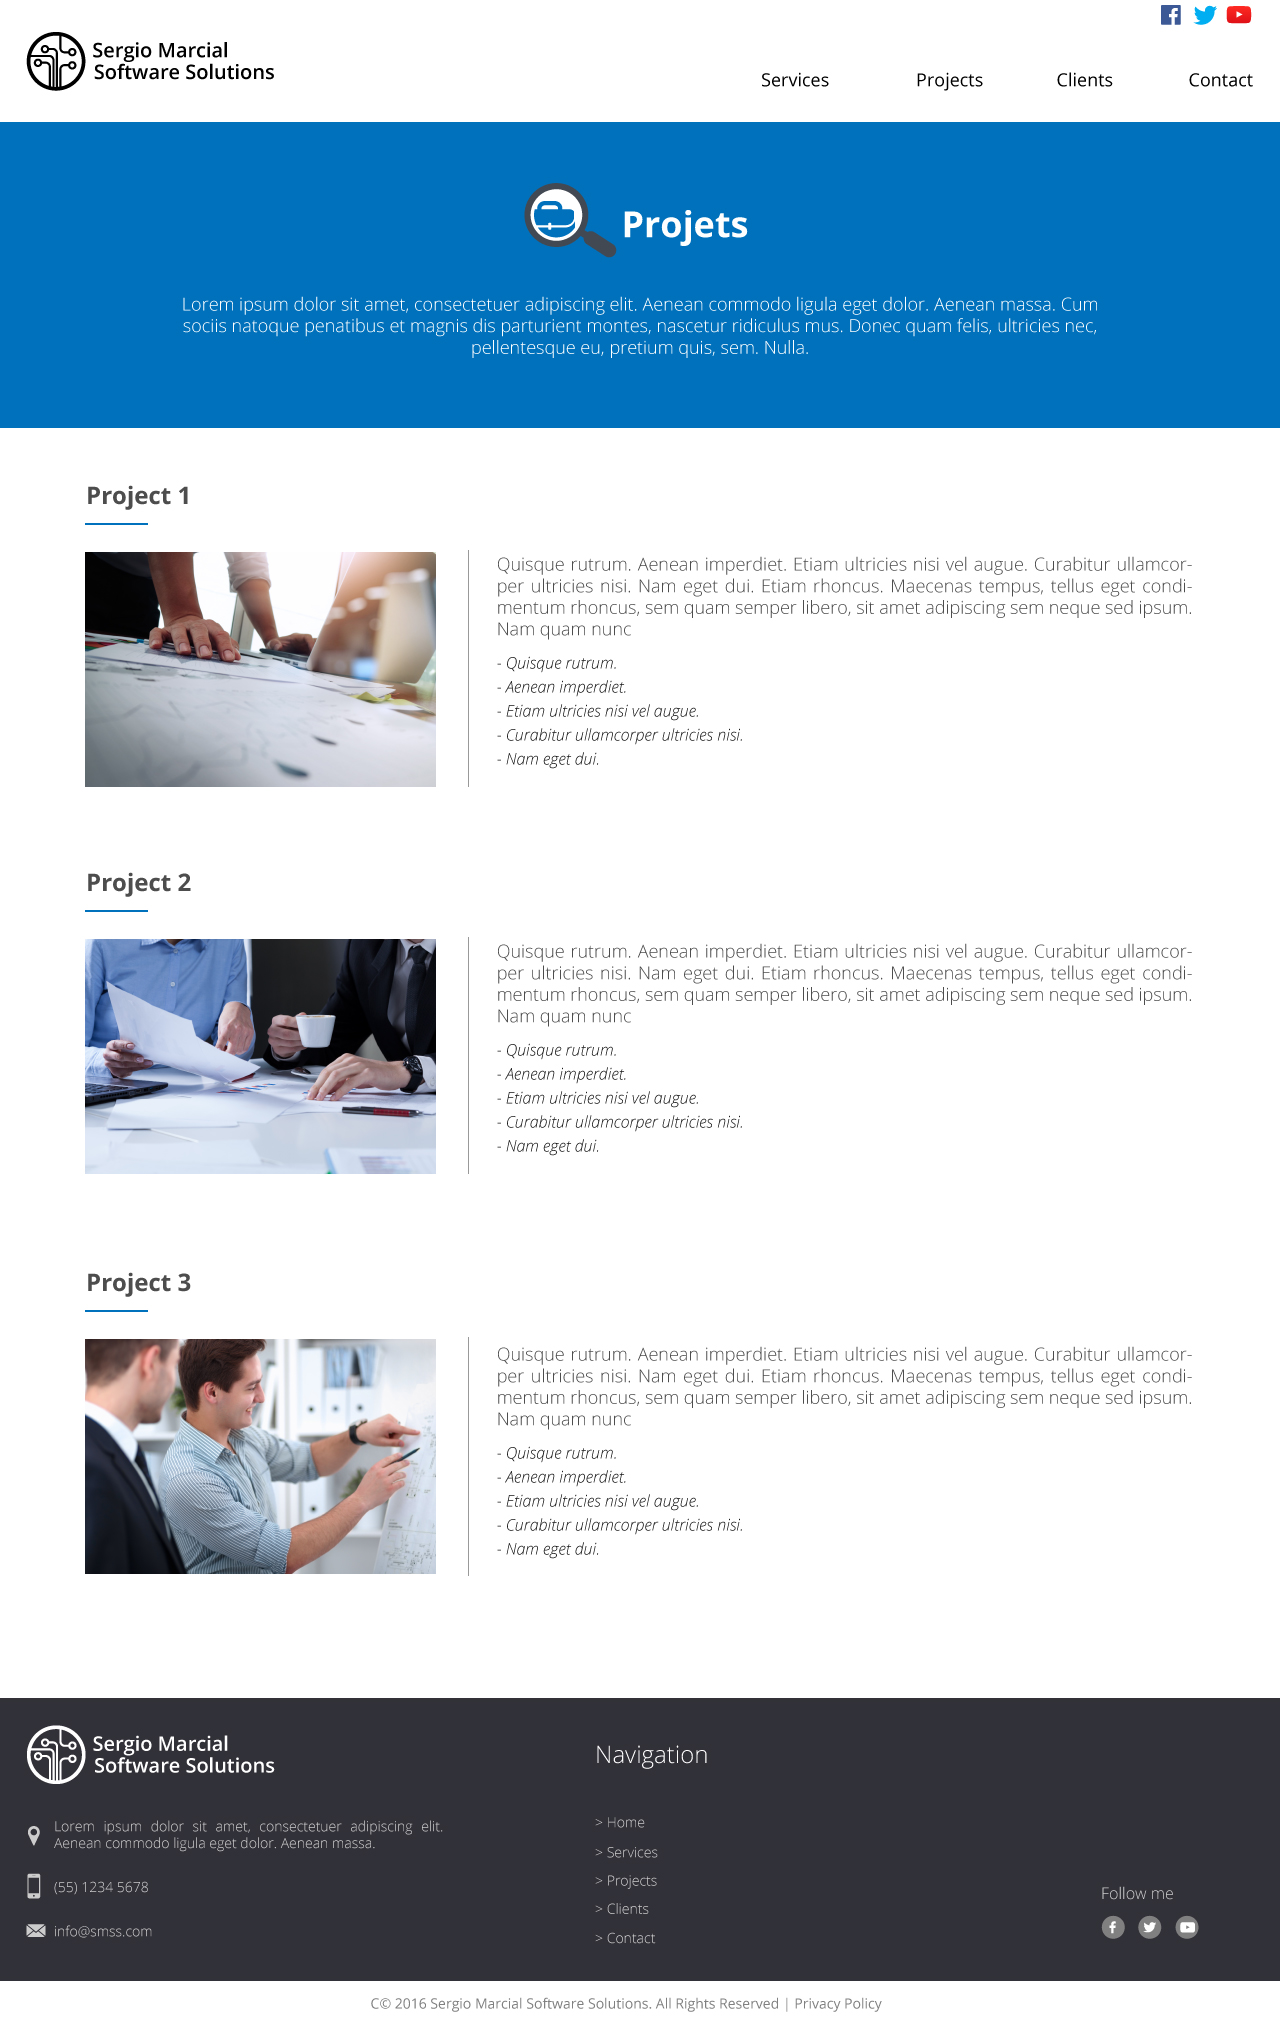 Sergio Marcial
Software Solutions
Services Projects Clients Contact
Projets
Lorem ipsum dolor sit amet, consectetuer adipiscing elit. Aenean commodo ligula eget dolor. Aenean massa. Cum
sociis natoque penatibus et magnis dis parturient montes, nascetur ridiculus mus. Donec quam felis, ultricies nec,
pellentesque eu, pretium quis, sem. Nulla.
Project 1
Quisque rutrum. Aenean imperdiet. Etiam ultricies nisi vel augue. Curabitur ullamcor-
per ultricies nisi. Nam eget dui. Etiam rhoncus. Maecenas tempus, tellus eget condi-
mentum rhoncus, sem quam semper libero, sit amet adipiscing sem neque sed ipsum.
Nam quam nunc
- Quisque rutrum.
- Aenean imperdiet.
- Etiam ultricies nisi vel augue.
- Curabitur ullamcorper ultricies nisi.
- Nam eget dui.
Project 2
Quisque rutrum. Aenean imperdiet. Etiam ultricies nisi vel augue. Curabitur ullamcor-
per ultricies nisi. Nam eget dui. Etiam rhoncus. Maecenas tempus, tellus eget condi-
mentum rhoncus, sem quam semper libero, sit amet adipiscing sem neque sed ipsum.
Nam quam nunc
- Quisque rutrum.
- Aenean imperdiet.
- Etiam ultricies nisi vel augue.
- Curabitur ullamcorper ultricies nisi.
- Nam eget dui.
Project 3
Quisque rutrum. Aenean imperdiet. Etiam ultricies nisi vel augue. Curabitur ullamcor-
per ultricies nisi. Nam eget dui. Etiam rhoncus. Maecenas tempus, tellus eget condi-
mentum rhoncus, sem quam semper libero, sit amet adipiscing sem neque sed ipsum.
Nam quam nunc
- Quisque rutrum.
- Aenean imperdiet.
- Etiam ultricies nisi vel augue.
- Curabitur ullamcorper ultricies nisi.
- Nam eget dui.
Sergio Marcial
Software Solutions
Lorem ipsum dolor sit amet, consectetuer adipiscing elit.
Aenean commodo ligula eget dolor. Aenean massa.
(55) 1234 5678
info@smss.com
Navigation
> Home
> Services
> Projects
> Clients
> Contact
Follow me
C© 2016 Sergio Marcial Software Solutions. All Rights Reserved | Privacy Policy